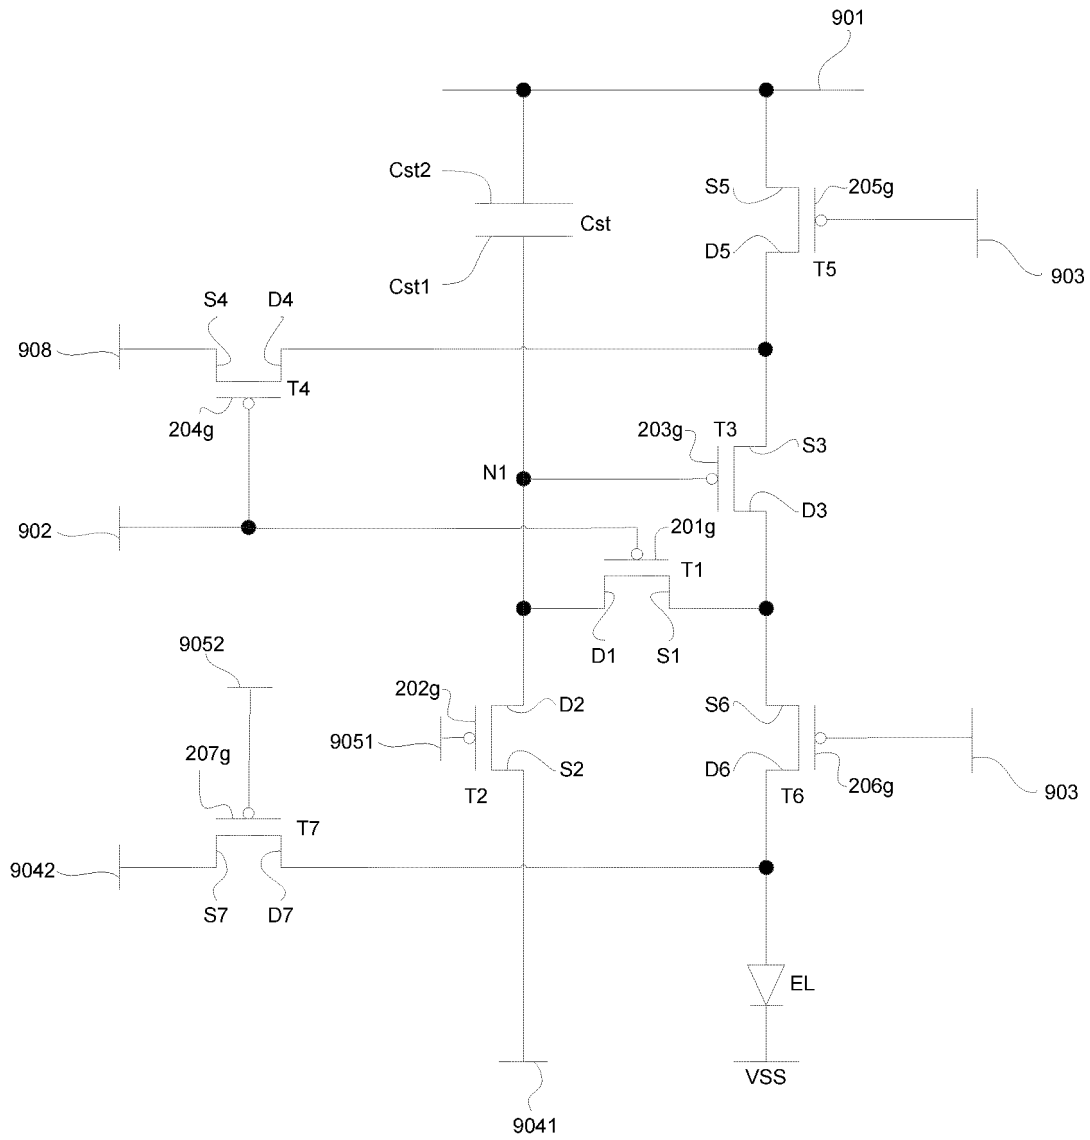 901
Cst2
S5
205g
Cst
D5
T5
903
Cst1
S4
D4
908
T4
204g
203g
T3
S3
N1
D3
902
201g
T1
D1
S1
9052
202g
D2
S6
9051
207g
S2
D6
206g
T2
T6
903
T7
9042
S7
D7
EL
VSS
9041